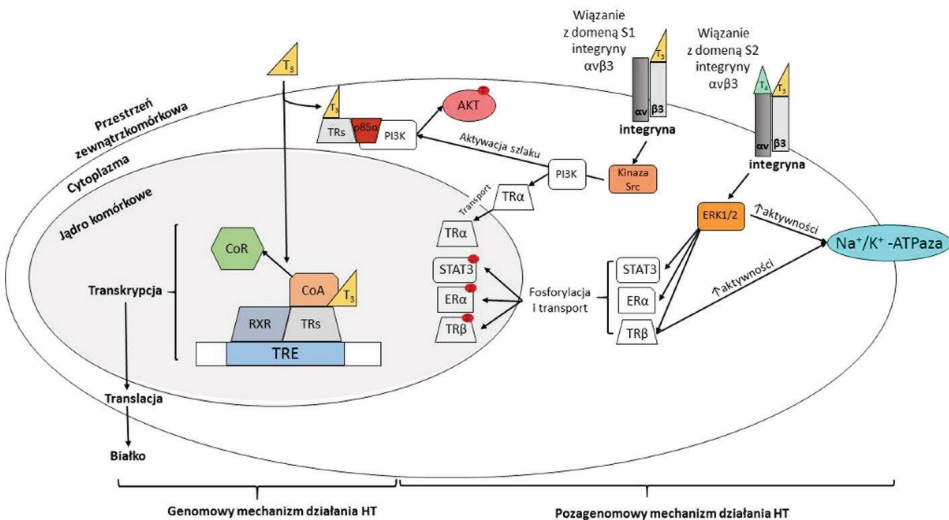 Wiązanie
z domeną S1
integryny
αvβ3
T3
αv β3
integryna
Wiązanie
z domeną S2
integryny
αvβ3
T4 T3
αv β3
integryna
T3
T3
TRs p85α PI3K
AKT
P
Przestrzeń
zewnątrzkomórkowa
Cytoplazma
Jądro komórkowe
Aktywacja szlaku
PI3K
Kinaza
Src
Transport
TRα
TRα
ERK1/2
↑aktywności
Na⁺/K⁺ -ATPaza
↑aktywności
CoR
CoA
T3
RXR TRs
TRE
Transkrypcja
Translacja
Białko
STAT3
ERα
TRβ
Fosforylacja
i transport
STAT3
ERα
TRβ
Genomowy mechanizm działania HT
Pozagenomowy mechanizm działania HT